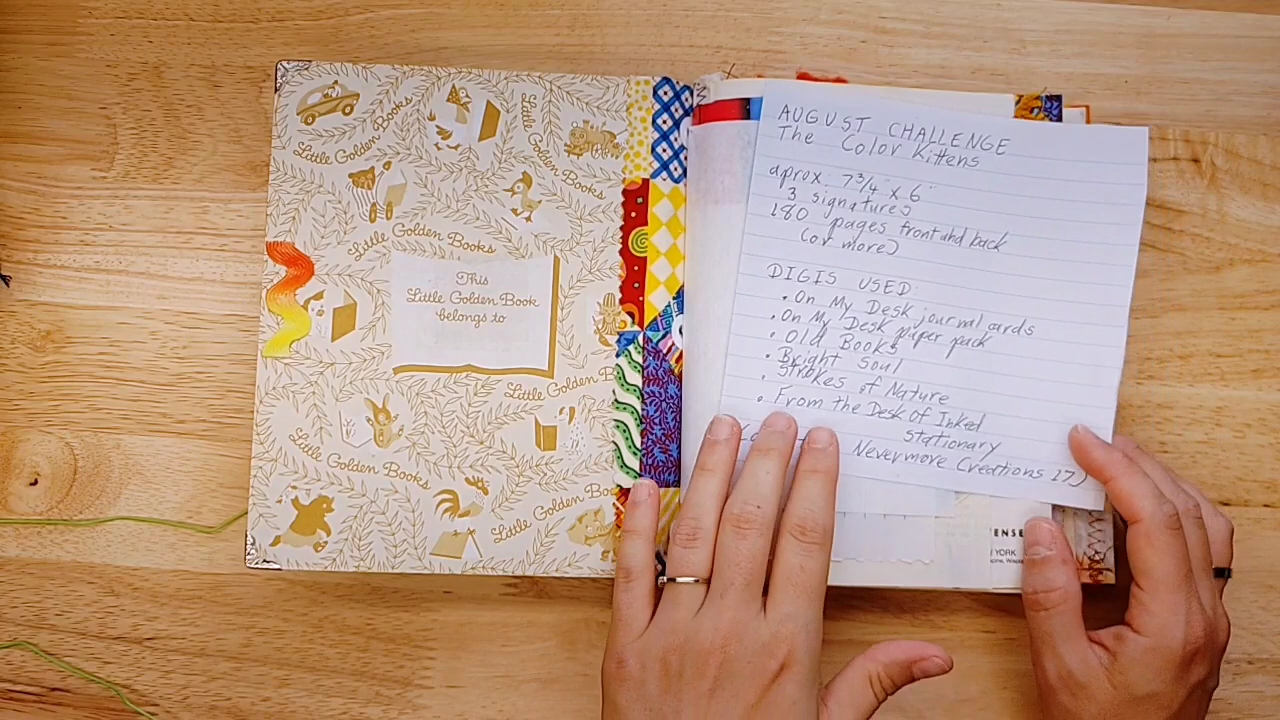 Little Golden Books
Little Golden Books
Little Golden Books
This
Little Golden Book
belongs to
Little Golden B
Little Golden Books
Little Golden Boo
AUGUST CHALLENGE
The Color Kittens
aprox: 7 3/4" x 6"
3 signatures
180 pages front and back
(or more)
DIGIS USED:
• On My Desk journal cards
• On My Desk paper pack
• Old Books
• Bright Soul
• Strokes of Nature
• From the Desk of Inked
Stationary
Nevermore Creations 17)
ENSE
YORK